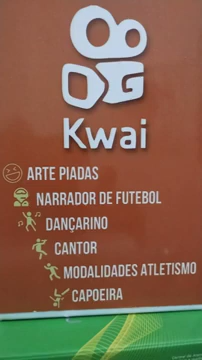 Kwai
ARTE PIADAS
NARRADOR DE FUTEBOL
DANÇARINO
CANTOR
MODALIDADES ATLETISMO
CAPOEIRA